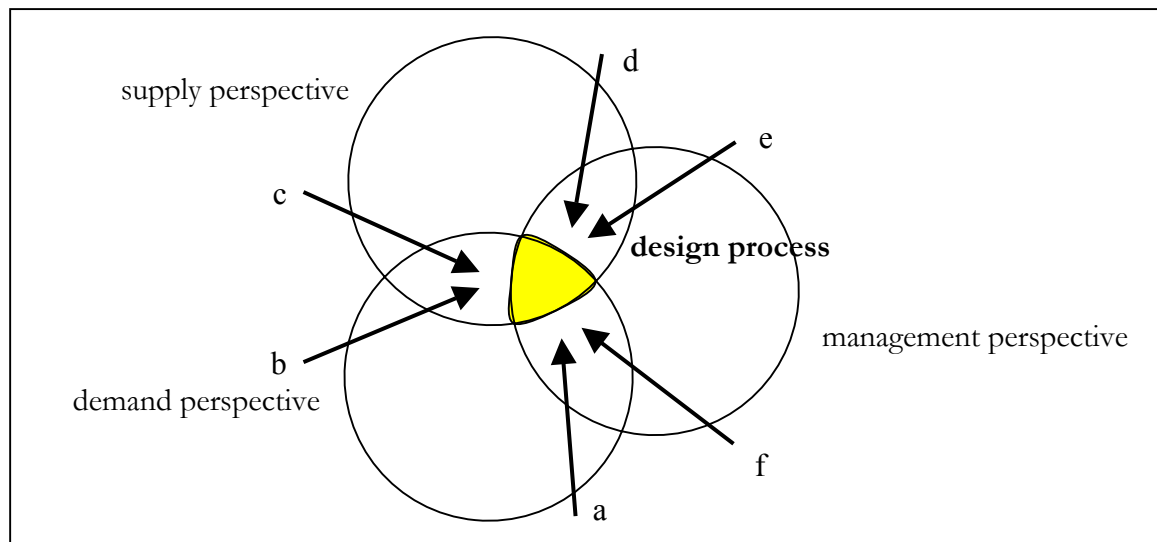 d
supply perspective
e
c
design process
management perspective
b
demand perspective
f
a